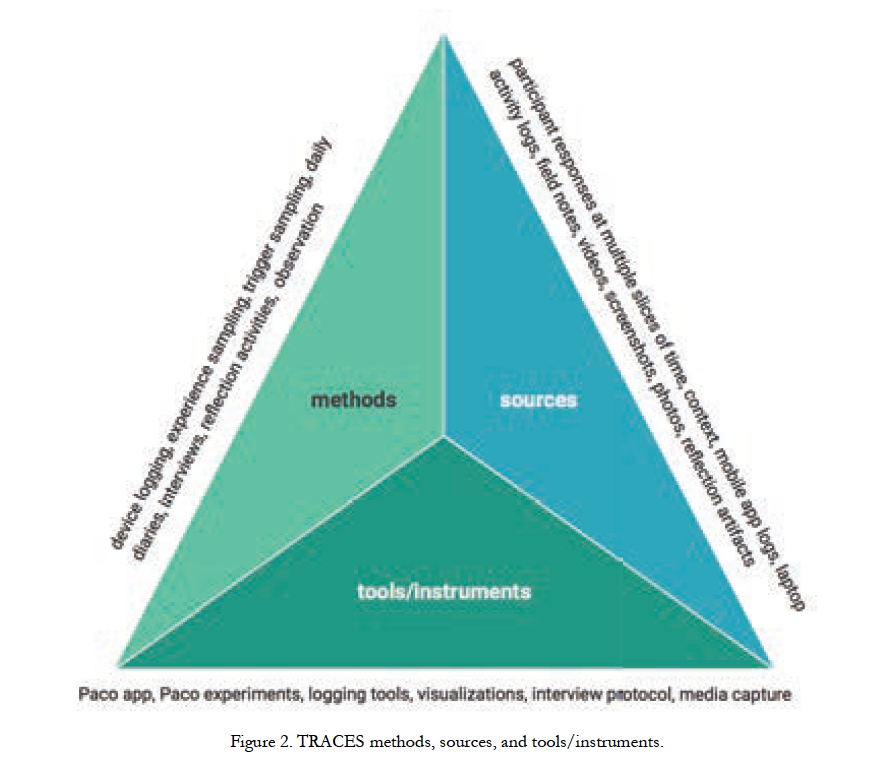 participant responses at multiple slices of time, context, mobile app logs, laptop
activity logs, field notes, videos, screenshots, photos, reflection artifacts
device logging, experience sampling, trigger sampling, daily
diaries, interviews, reflection activities, observation
methods
sources
tools/instruments
Paco app, Paco experiments, logging tools, visualizations, interview protocol, media capture
Figure 2. TRACES methods, sources, and tools/instruments.